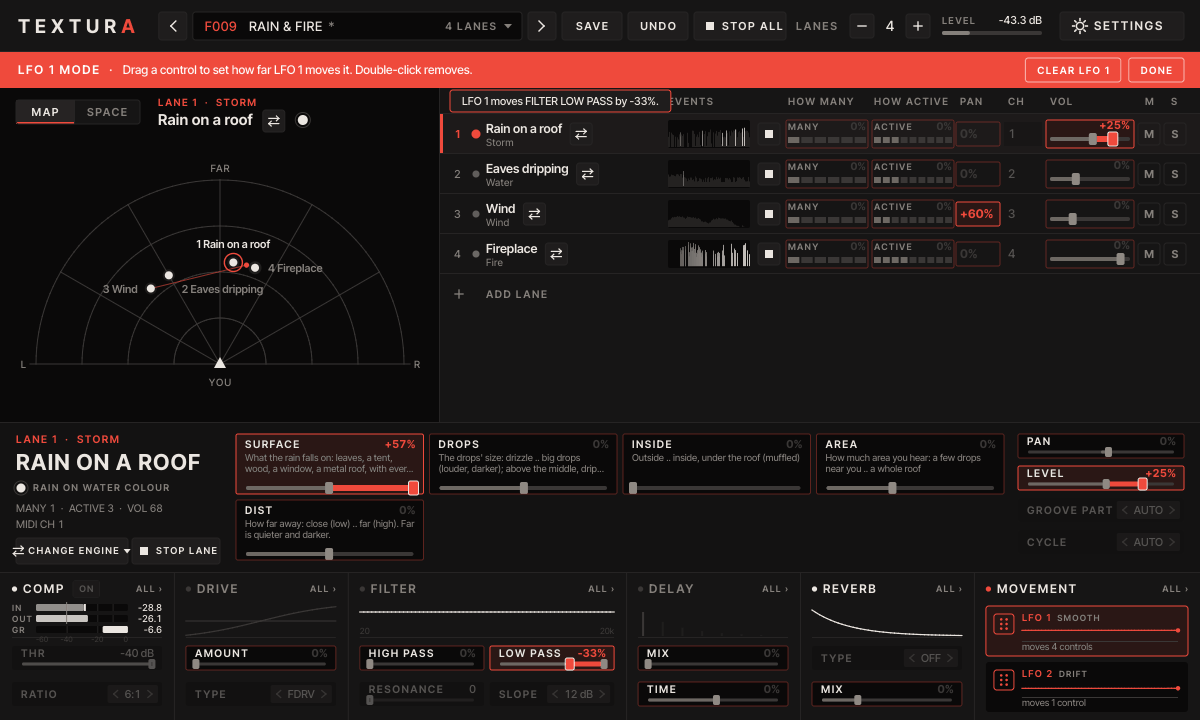 TEXTURA
F009 RAIN & FIRE * 4 LANES
SAVE
UNDO
STOP ALL
LANES
4
LEVEL -43.3 dB
SETTINGS
LFO 1 MODE · Drag a control to set how far LFO 1 moves it. Double-click removes.
CLEAR LFO 1
DONE
MAP
SPACE
LANE 1 · STORM
Rain on a roof
FAR
1 Rain on a roof
4 Fireplace
3 Wind
2 Eaves dripping
L
R
YOU
LFO 1 moves FILTER LOW PASS by -33%.
EVENTS HOW MANY HOW ACTIVE PAN CH VOL M S
1 Rain on a roof MANY 0% ACTIVE 0% 0% 1 +25% M S
Storm
2 Eaves dripping MANY 0% ACTIVE 0% 0% 2 0% M S
Water
3 Wind MANY 0% ACTIVE 0% +60% 3 0% M S
Wind
4 Fireplace MANY 0% ACTIVE 0% 0% 4 0% M S
Fire
+ ADD LANE
LANE 1 · STORM
RAIN ON A ROOF
RAIN ON WATER COLOUR
MANY 1 · ACTIVE 3 · VOL 68
MIDI CH 1
CHANGE ENGINE
STOP LANE
SURFACE +57%
What the rain falls on: leaves, a tent,
wood, a window, a metal roof, with ever...
DROPS 0%
The drops' size: drizzle .. big drops
(louder, darker); above the middle, drip...
INSIDE 0%
Outside .. inside, under the roof (muffled)
AREA 0%
How much area you hear: a few drops
near you .. a whole roof
DIST 0%
How far away: close (low) .. far (high). Far
is quieter and darker.
PAN 0%
LEVEL +25%
GROOVE PART < AUTO >
CYCLE < AUTO >
COMP ON ALL ›
IN -28.8
OUT -26.1
GR -6.6
-60 -40 -20 0
THR -40 dB
RATIO < 6:1 >
DRIVE ALL ›
AMOUNT 0%
TYPE < FDRV >
FILTER ALL ›
20 20k
HIGH PASS 0%
LOW PASS -33%
RESONANCE 0
SLOPE < 12 dB >
DELAY ALL ›
MIX 0%
TIME 0%
REVERB ALL ›
TYPE < OFF >
MIX 0%
MOVEMENT ALL ›
LFO 1 SMOOTH
moves 4 controls
LFO 2 DRIFT
moves 1 control